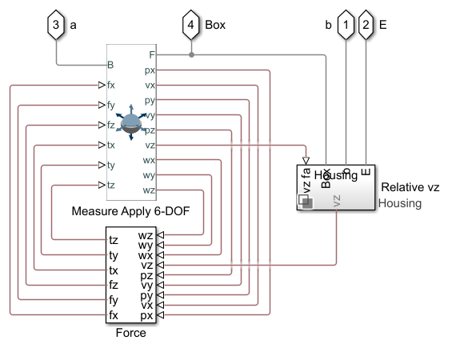 3 a
4 Box
b 1
2 E
B
fx
fy
fz
tx
ty
tz
F
px
vx
py
vy
pz
vz
wx
wy
wz
Measure Apply 6-DOF
vz fa
Box
b
E
Housing
vz
Relative vz
Housing
tz
ty
tx
fz
fy
fx
wz
wy
wx
vz
pz
vy
py
vx
px
Force